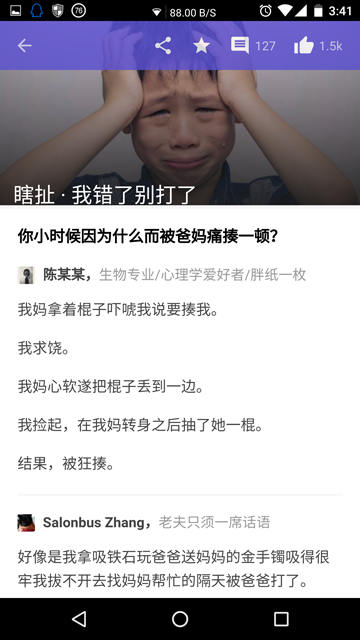 76
88.00 B/S
3:41
127
1.5k
瞎扯 · 我错了别打了
你小时候因为什么而被爸妈痛揍一顿？
陈某某，生物专业/心理学爱好者/胖纸一枚
我妈拿着棍子吓唬我说要揍我。
我求饶。
我妈心软遂把棍子丢到一边。
我捡起，在我妈转身之后抽了她一棍。
结果，被狂揍。
Salonbus Zhang，老夫只须一席话语
好像是我拿吸铁石玩爸爸送妈妈的金手镯吸得很
牢我拔不开去找妈妈帮忙的隔天被爸爸打了。